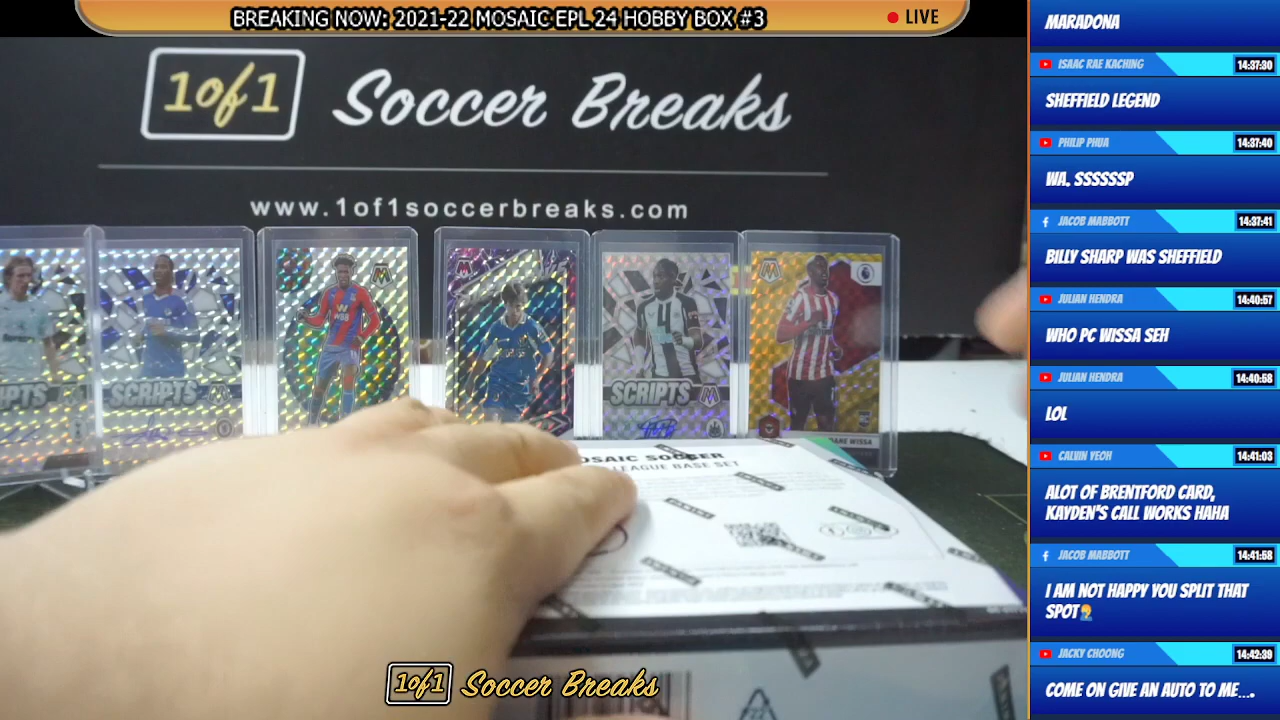 BREAKING NOW: 2021-22 MOSAIC EPL 24 HOBBY BOX #3
LIVE
1of1 Soccer Breaks
www.1of1soccerbreaks.com
SCRIPTS
SCRIPTS
DANE WISSA
MOSAIC SOCCER
LEAGUE BASE SET
1of1 Soccer Breaks
MARADONA
ISAAC RAE KACHING 14:37:30
SHEFFIELD LEGEND
PHILIP PHUA 14:37:40
WA, SSSSSSP
JACOB MABBOTT 14:37:41
BILLY SHARP WAS SHEFFIELD
JULIAN HENDRA 14:40:57
WHO PC WISSA SEH
JULIAN HENDRA 14:40:58
LOL
CALVIN YEOH 14:41:03
ALOT OF BRENTFORD CARD,
KAYDEN'S CALL WORKS HAHA
JACOB MABBOTT 14:41:58
I AM NOT HAPPY YOU SPLIT THAT
SPOT
JACKY CHOONG 14:42:39
COME ON GIVE AN AUTO TO ME....